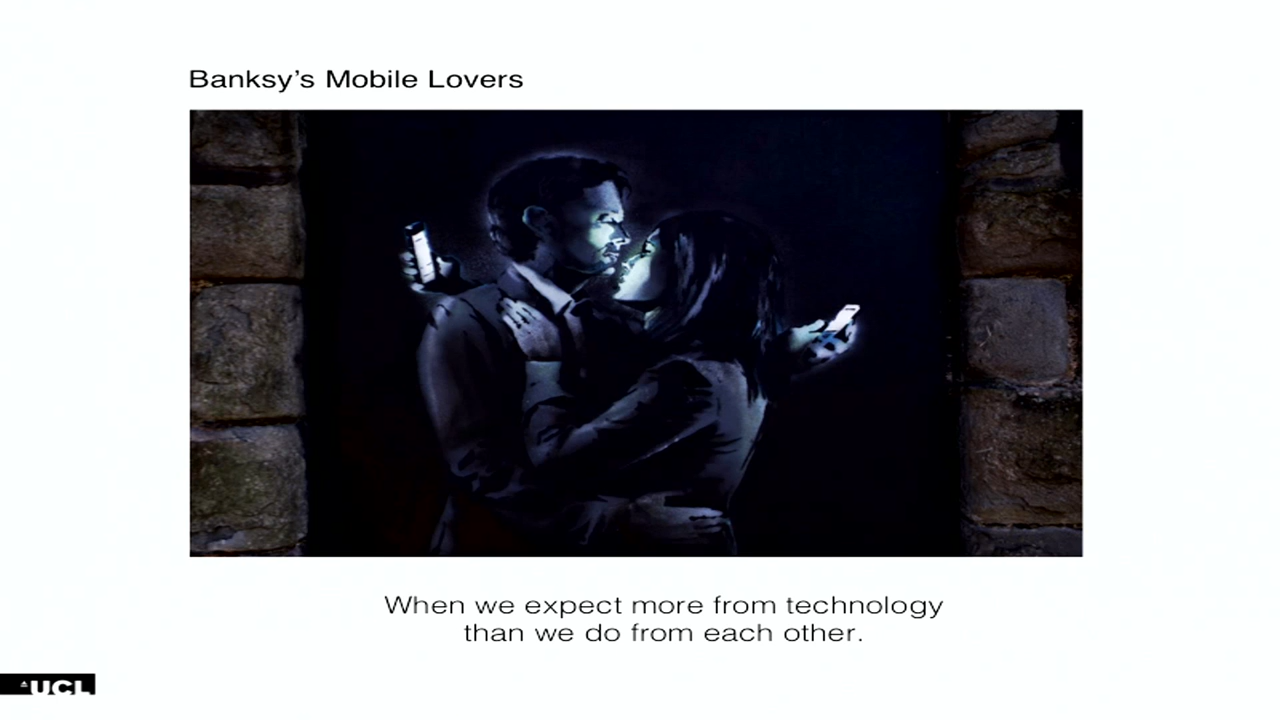 Banksy’s Mobile Lovers
When we expect more from technology
than we do from each other.
UCL